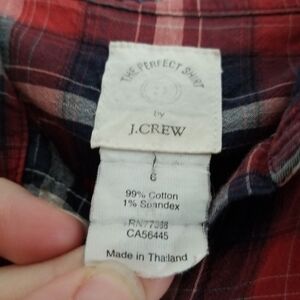 THE PERFECT SHIRT
by
J.CREW
6
99% Cotton
1% Spandex
RN77388
CA56445
Made in Thailand